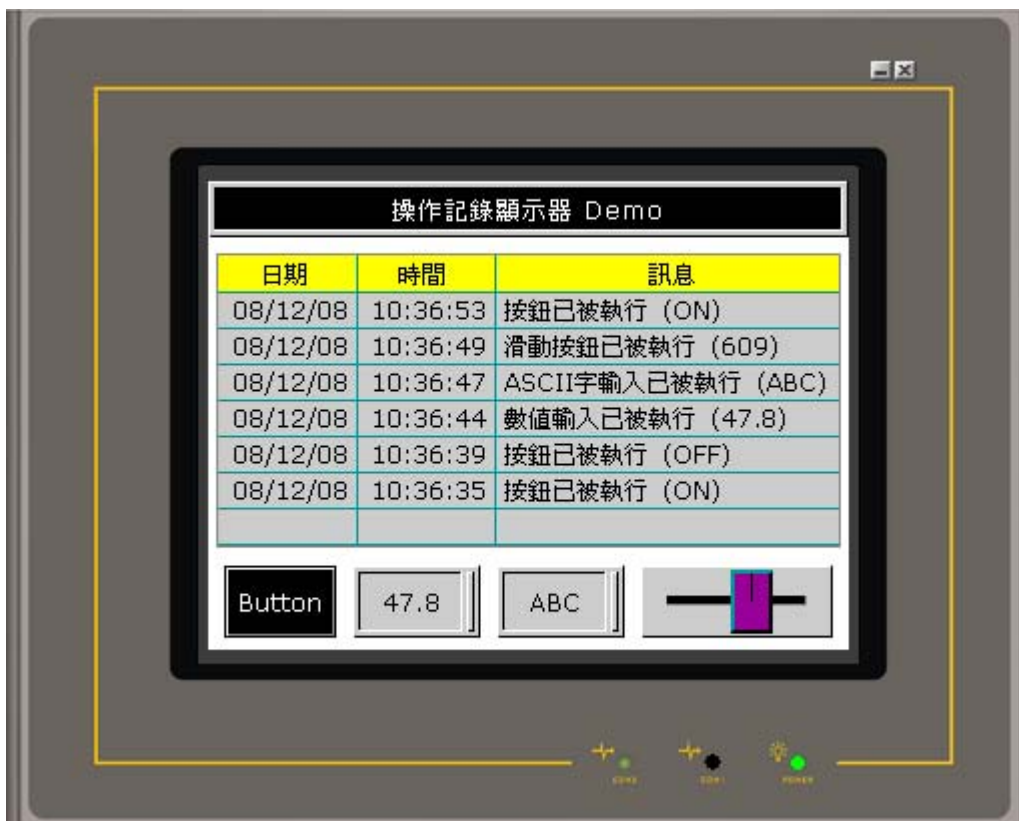 操作記錄顯示器 Demo
日期 時間 訊息
08/12/08 10:36:53 按鈕已被執行 (ON)
08/12/08 10:36:49 滑動按鈕已被執行 (609)
08/12/08 10:36:47 ASCII字輸入已被執行 (ABC)
08/12/08 10:36:44 數值輸入已被執行 (47.8)
08/12/08 10:36:39 按鈕已被執行 (OFF)
08/12/08 10:36:35 按鈕已被執行 (ON)
Button 47.8 ABC
POWER